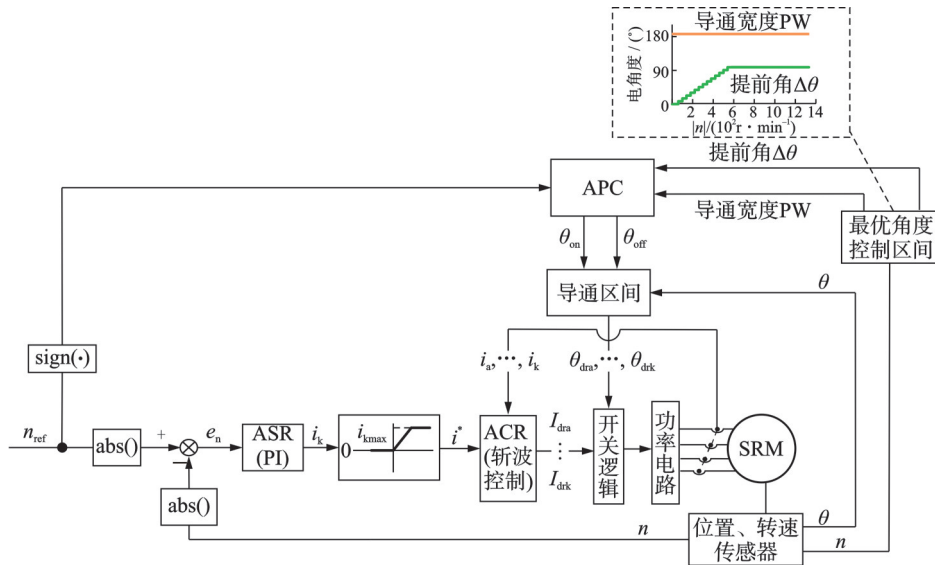 导通宽度PW
180
90
0
电角度 / (°)
提前角Δθ
2 4 6 8 10 12 14
|n|/(10²r·min⁻¹)
提前角Δθ
APC
导通宽度PW
最优角度
控制区间
θon
θoff
导通区间
θ
sign(·)
ia,···, ik
θdra,···, θdrk
nref
abs()
+
en
ASR
(PI)
ik
ikmax
0
i*
ACR
(斩波
控制)
Idra
⋮
Idrk
开关逻辑
功率电路
SRM
−
abs()
n
位置、转速
传感器
θ
n